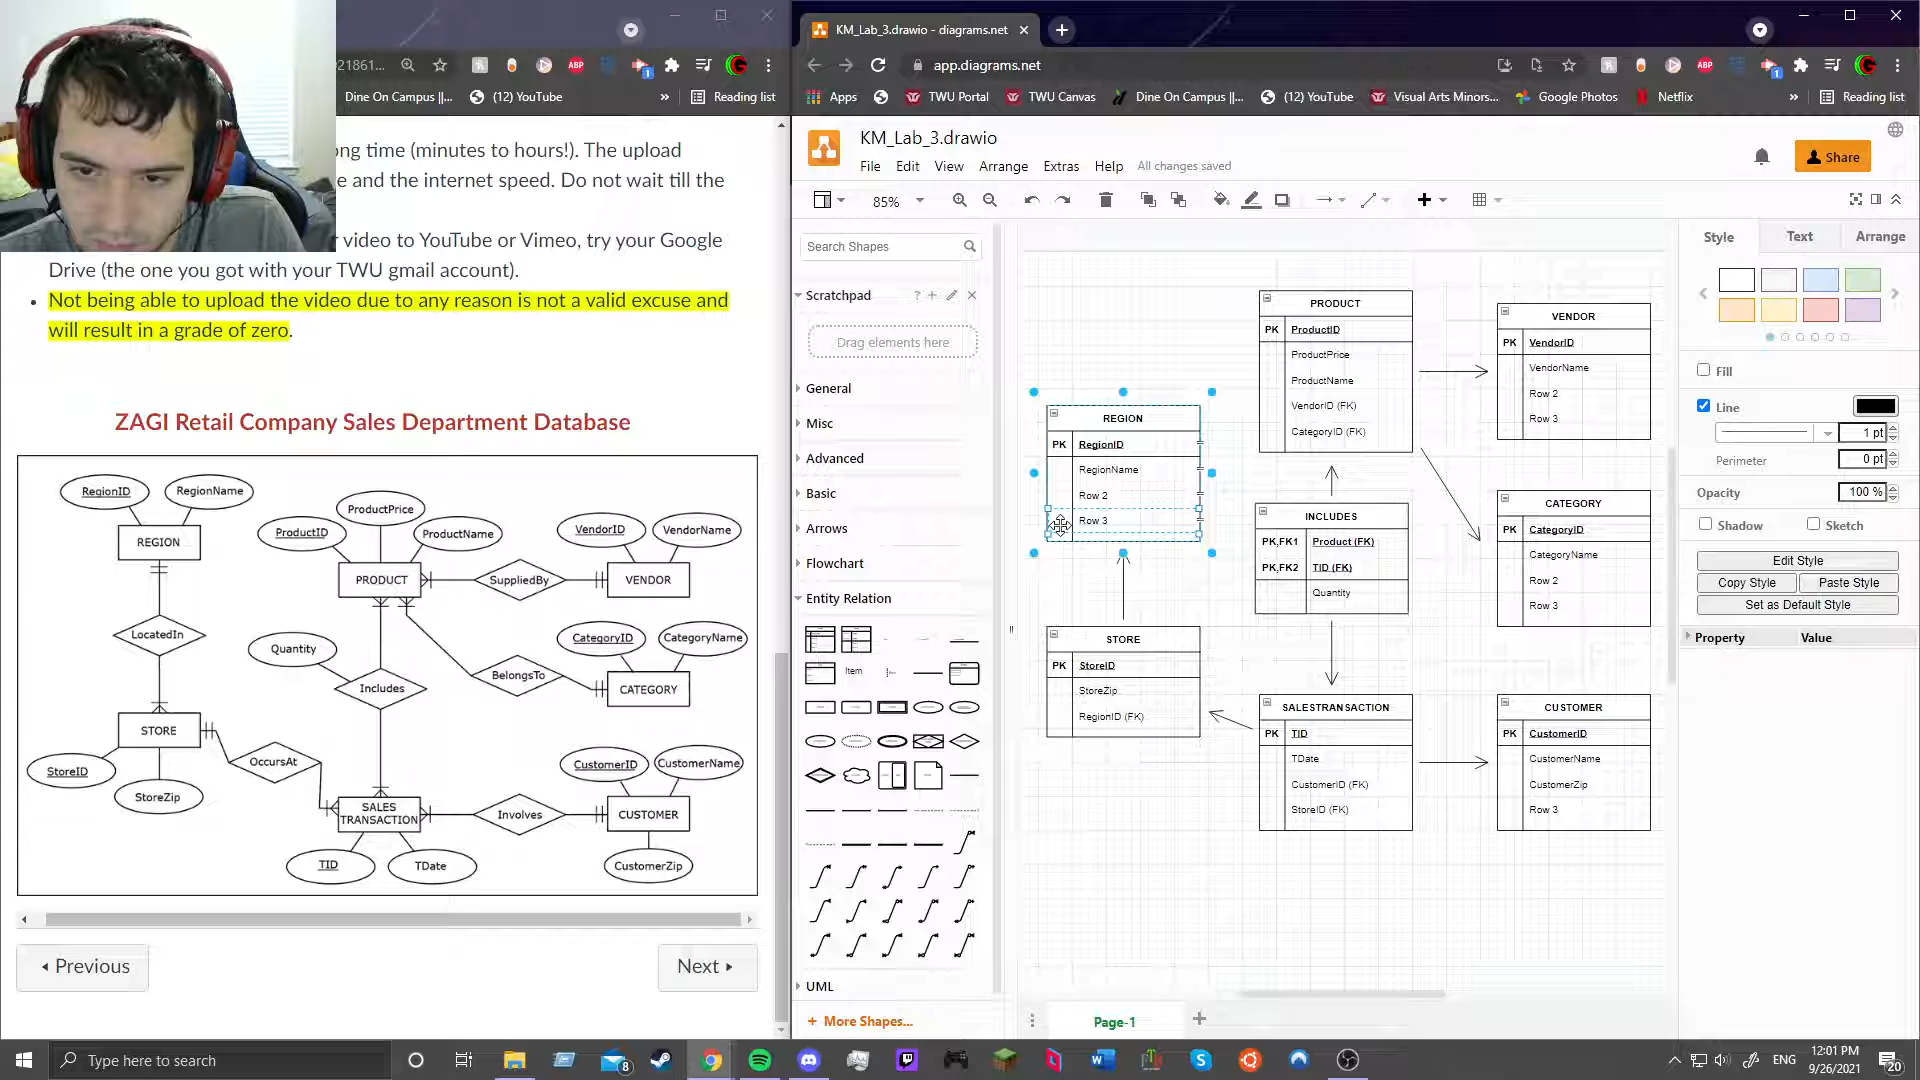 21861...
Dine On Campus ||...
(12) YouTube
»
Reading list
ong time (minutes to hours!). The upload
e and the internet speed. Do not wait till the
r video to YouTube or Vimeo, try your Google
Drive (the one you got with your TWU gmail account).
Not being able to upload the video due to any reason is not a valid excuse and
will result in a grade of zero.
ZAGI Retail Company Sales Department Database
RegionID
RegionName
ProductPrice
ProductID
ProductName
VendorID
VendorName
REGION
PRODUCT
SuppliedBy
VENDOR
LocatedIn
Quantity
CategoryID
CategoryName
Includes
BelongsTo
CATEGORY
STORE
OccursAt
CustomerID
CustomerName
StoreID
StoreZip
SALES
TRANSACTION
Involves
CUSTOMER
TID
TDate
CustomerZip
Previous
Next
KM_Lab_3.drawio - diagrams.net
app.diagrams.net
ABP
ABP
Apps
TWU Portal
TWU Canvas
Dine On Campus ||...
(12) YouTube
Visual Arts Minors...
Google Photos
Netflix
»
Reading list
KM_Lab_3.drawio
File
Edit
View
Arrange
Extras
Help
All changes saved
Share
85%
Search Shapes
Scratchpad
?
Drag elements here
General
Misc
Advanced
Basic
Arrows
Flowchart
Entity Relation
Item
UML
+ More Shapes...
PRODUCT
PK
ProductID
ProductPrice
ProductName
VendorID (FK)
CategoryID (FK)
VENDOR
PK
VendorID
VendorName
Row 2
Row 3
REGION
PK
RegionID
RegionName
Row 2
Row 3
INCLUDES
PK,FK1
Product (FK)
PK,FK2
TID (FK)
Quantity
CATEGORY
PK
CategoryID
CategoryName
Row 2
Row 3
STORE
PK
StoreID
StoreZip
RegionID (FK)
SALESTRANSACTION
PK
TID
TDate
CustomerID (FK)
StoreID (FK)
CUSTOMER
PK
CustomerID
CustomerName
CustomerZip
Row 3
Page-1
Style
Text
Arrange
Fill
Line
1 pt
Perimeter
0 pt
Opacity
100 %
Shadow
Sketch
Edit Style
Copy Style
Paste Style
Set as Default Style
Property
Value
Type here to search
8
ENG
12:01 PM
9/26/2021
20